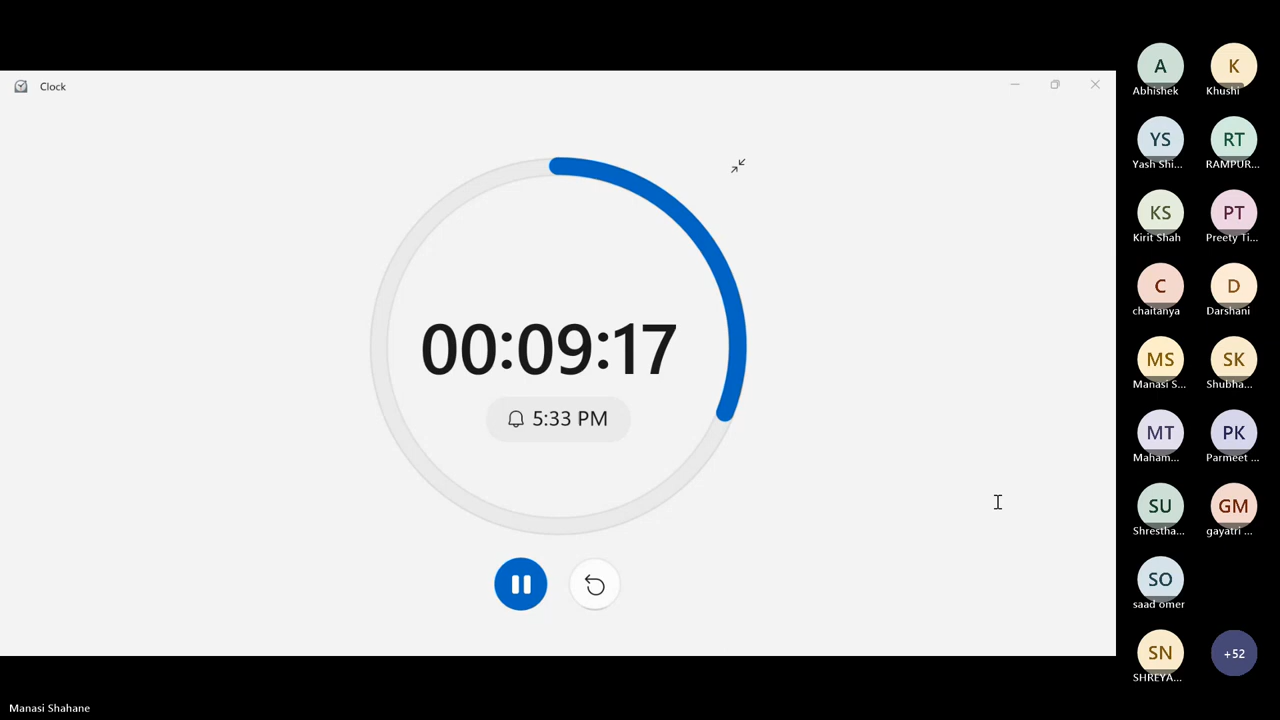 Clock
00:09:17
5:33 PM
A
Abhishek
K
Khushi
YS
Yash Shi...
RT
RAMPUR...
KS
Kirit Shah
PT
Preety Ti...
C
chaitanya
D
Darshani
MS
Manasi S...
SK
Shubha...
MT
Maham...
PK
Parmeet ...
SU
Shrestha...
GM
gayatri ...
SO
saad omer
SN
SHREYA...
+52
Manasi Shahane